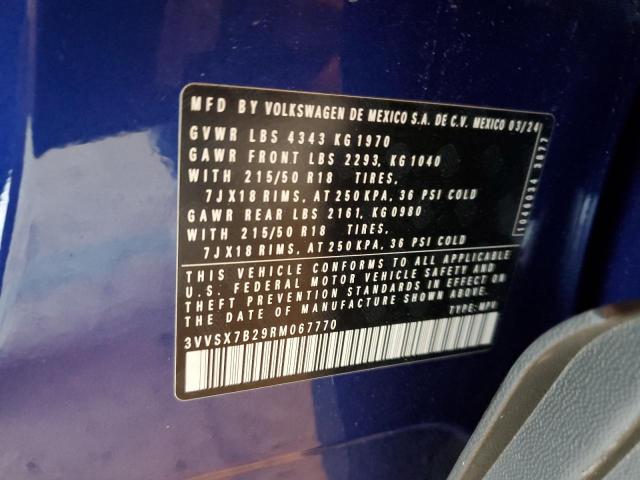 MFD BY VOLKSWAGEN DE MEXICO S.A. DE C.V. MEXICO 03/24
GVWR LBS 4343 KG 1970
GAWR FRONT LBS 2293, KG 1040
WITH 215/50 R18 TIRES,
7JX18 RIMS, AT 250 KPA, 36 PSI COLD
GAWR REAR LBS 2161, KG 0980
WITH 215/50 R18 TIRES,
7JX18 RIMS, AT 250 KPA, 36 PSI COLD
THIS VEHICLE CONFORMS TO ALL APPLICABLE
U.S. FEDERAL MOTOR VEHICLE SAFETY AND
THEFT PREVENTION STANDARDS IN EFFECT ON
THE DATE OF MANUFACTURE SHOWN ABOVE.
TYPE: MPV
3VVSX7B29RM067770